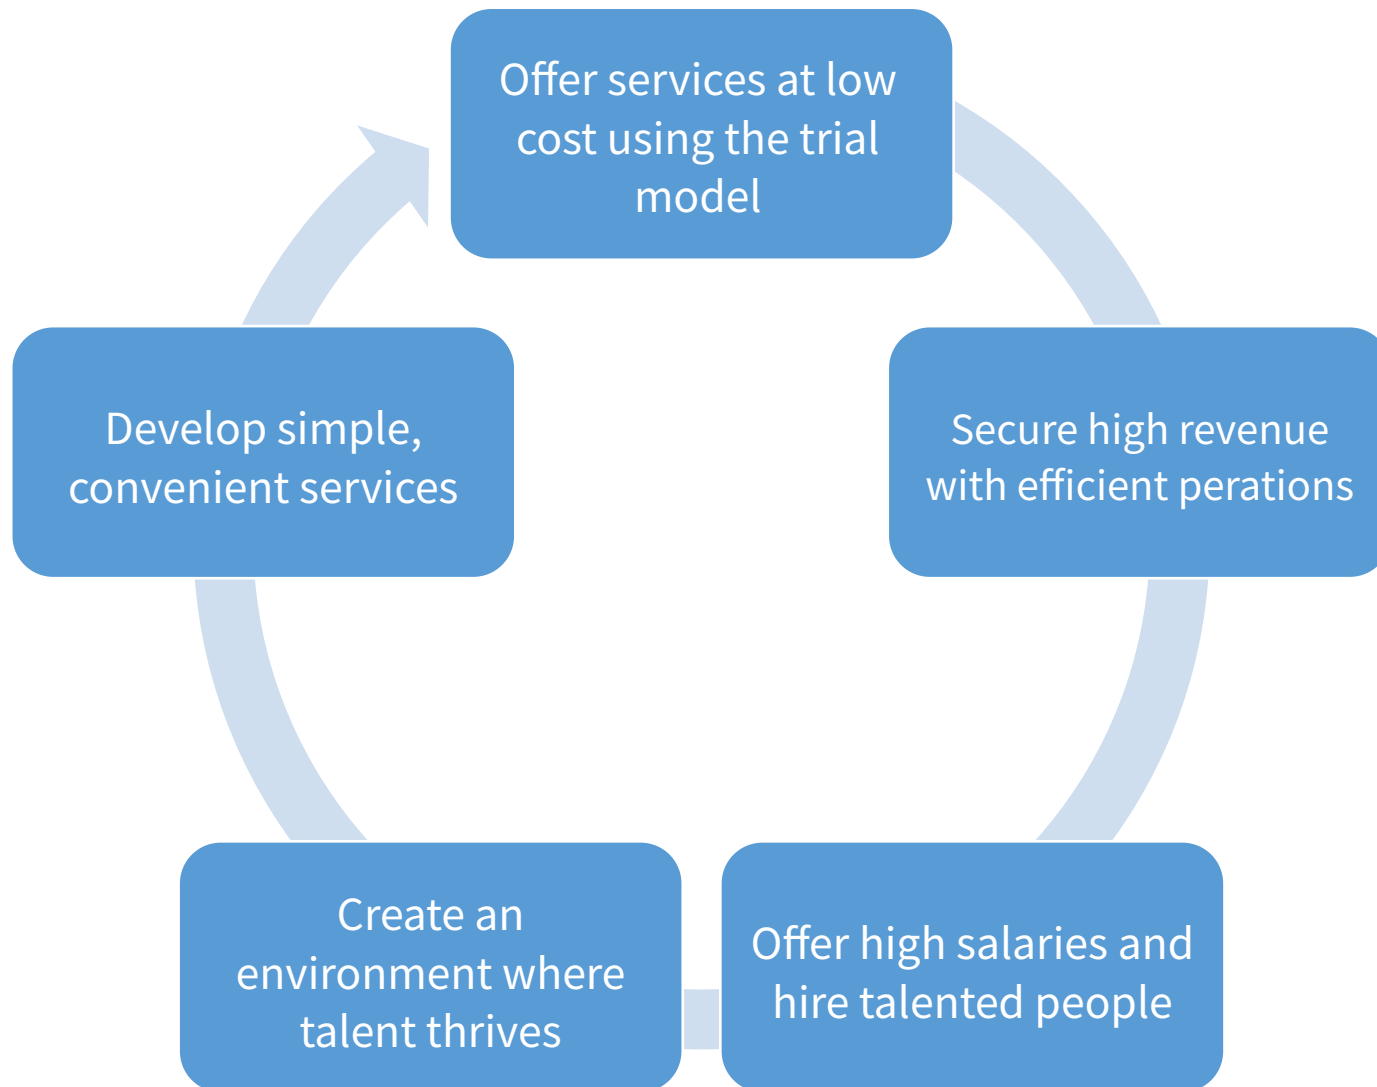 Offer services at low
cost using the trial
model
Secure high revenue
with efficient perations
Offer high salaries and
hire talented people
Create an
environment where
talent thrives
Develop simple,
convenient services